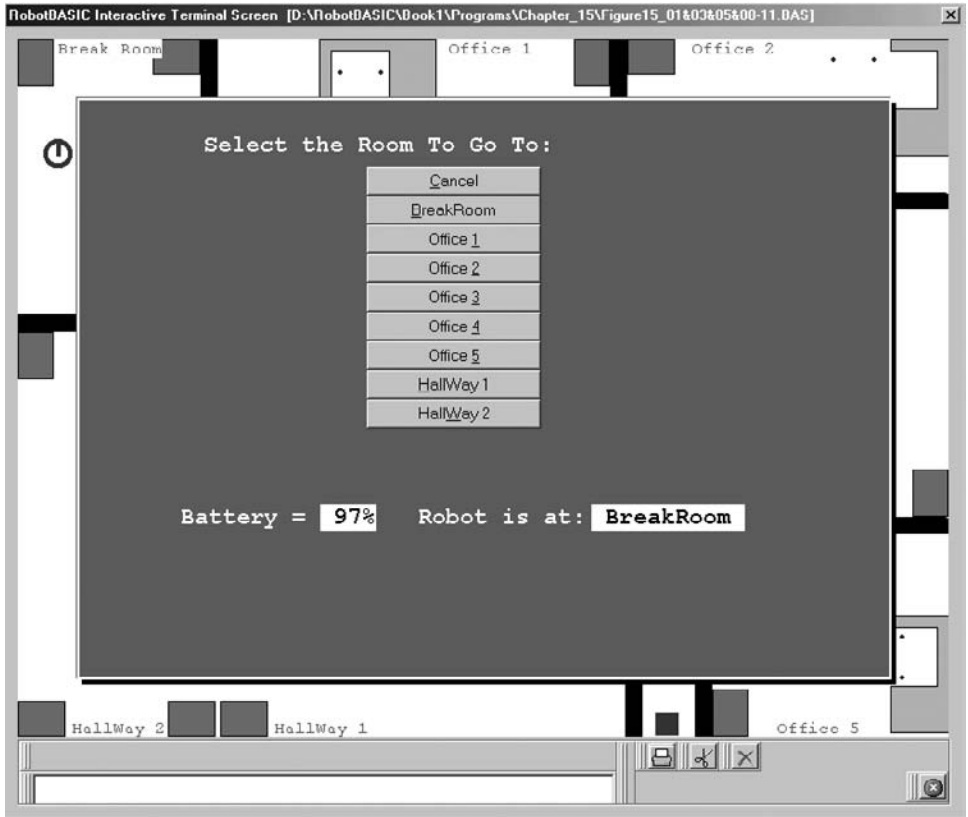 RobotBASIC Interactive Terminal Screen [D:\RobotBASIC\Book1\Programs\Chapter_15\Figure15_01&03&05&00-11.BAS]
Break Room
Office 1
Office 2
Select the Room To Go To:
Cancel
BreakRoom
Office 1
Office 2
Office 3
Office 4
Office 5
HallWay 1
HallWay 2
Battery = 97% Robot is at: BreakRoom
HallWay 2
HallWay 1
Office 5